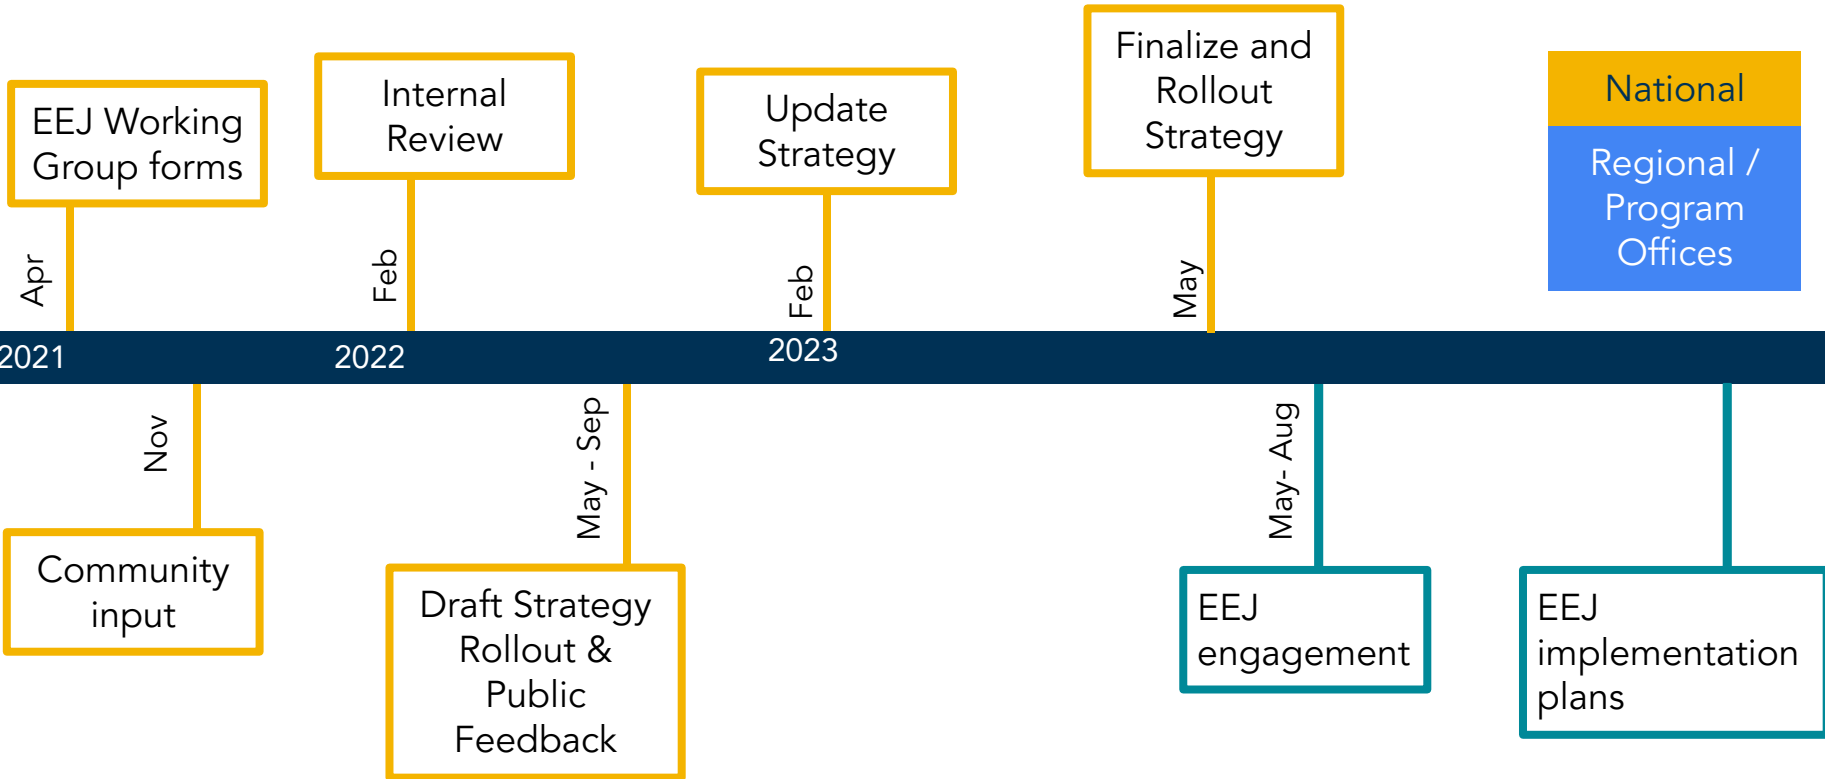 EEJ Working
Group forms
Internal
Review
Update
Strategy
Finalize and
Rollout
Strategy
National
Regional /
Program
Offices
Apr
Feb
Feb
May
2021
2022
2023
Nov
May - Sep
May- Aug
Community
input
Draft Strategy
Rollout &
Public
Feedback
EEJ
engagement
EEJ
implementation
plans